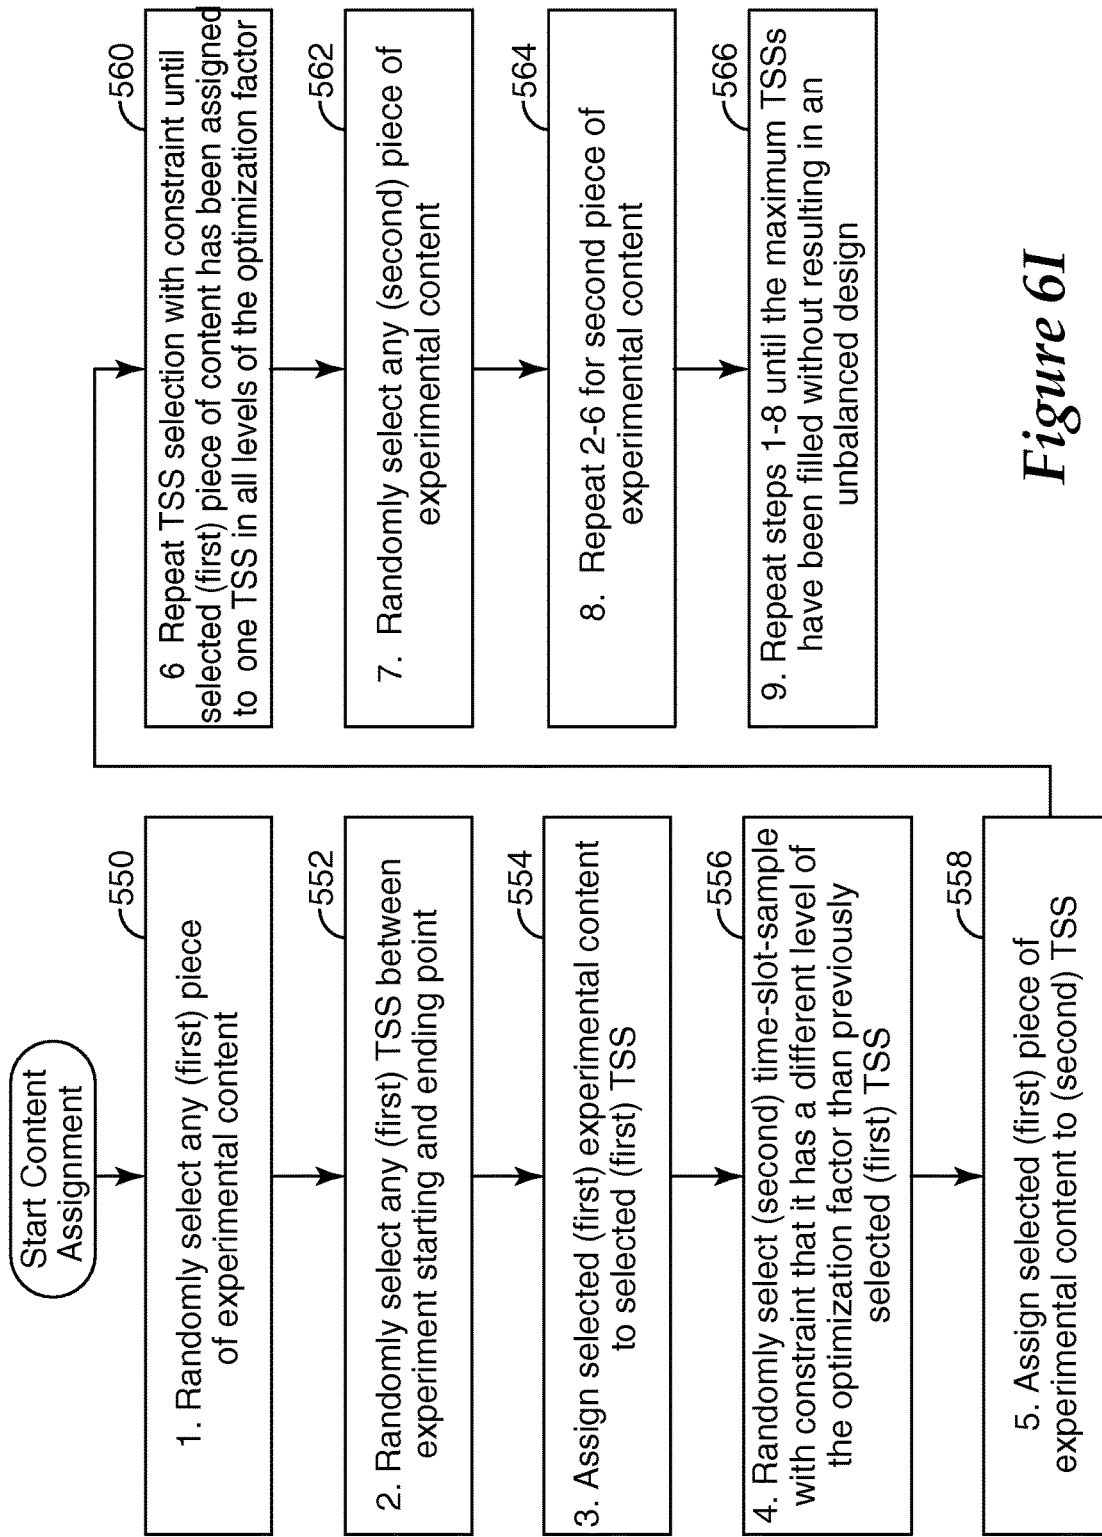 Start Content
Assignment
550
1. Randomly select any (first) piece
of experimental content
552
2. Randomly select any (first) TSS between
experiment starting and ending point
554
3. Assign selected (first) experimental content
to selected (first) TSS
556
4. Randomly select (second) time-slot-sample
with constraint that it has a different level of
the optimization factor than previously
selected (first) TSS
558
5. Assign selected (first) piece of
experimental content to (second) TSS
560
6 Repeat TSS selection with constraint until
selected (first) piece of content has been assigned
to one TSS in all levels of the optimization factor
562
7. Randomly select any (second) piece of
experimental content
564
8. Repeat 2-6 for second piece of
experimental content
566
9. Repeat steps 1-8 until the maximum TSSs
have been filled without resulting in an
unbalanced design
Figure 6I